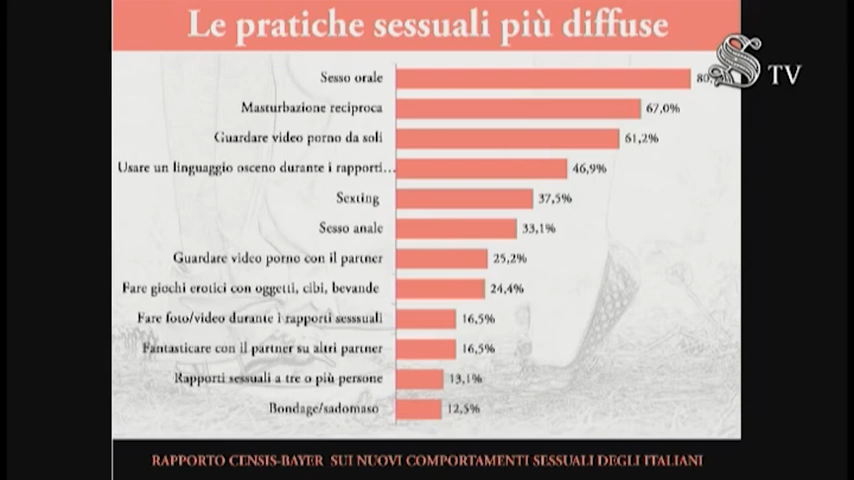 Le pratiche sessuali più diffuse
TV
Sesso orale
Masturbazione reciproca 67,0%
Guardare video porno da soli 61,2%
Usare un linguaggio osceno durante i rapporti... 46,9%
Sexting 37,5%
Sesso anale 33,1%
Guardare video porno con il partner 25,2%
Fare giochi erotici con oggetti, cibi, bevande 24,4%
Fare foto/video durante i rapporti sesssuali 16,5%
Fantasticare con il partner su altri partner 16,5%
Rapporti sessuali a tre o più persone 13,1%
Bondage/sadomaso 12,5%
RAPPORTO CENSIS-BAYER SUI NUOVI COMPORTAMENTI SESSUALI DEGLI ITALIANI